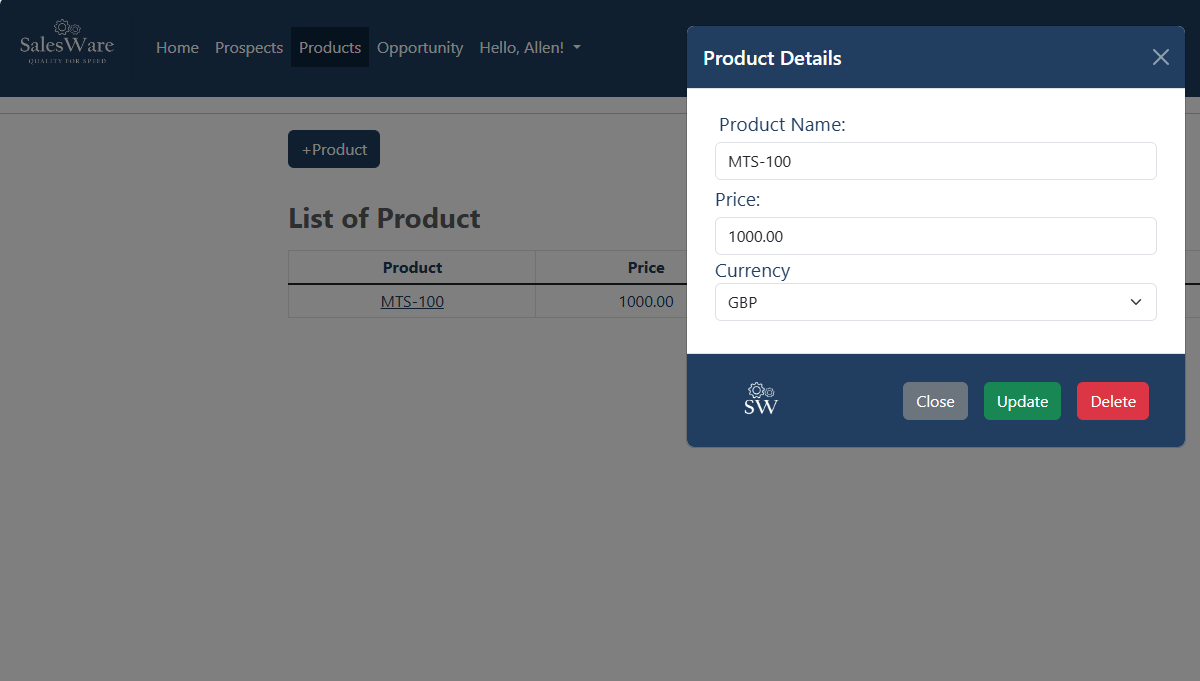 SalesWare
QUALITY FOR SPEED
Home Prospects Products Opportunity Hello, Allen!
+Product
List of Product
Product Price
MTS-100 1000.00
Product Details
Product Name:
MTS-100
Price:
1000.00
Currency
GBP
SW
Close Update Delete